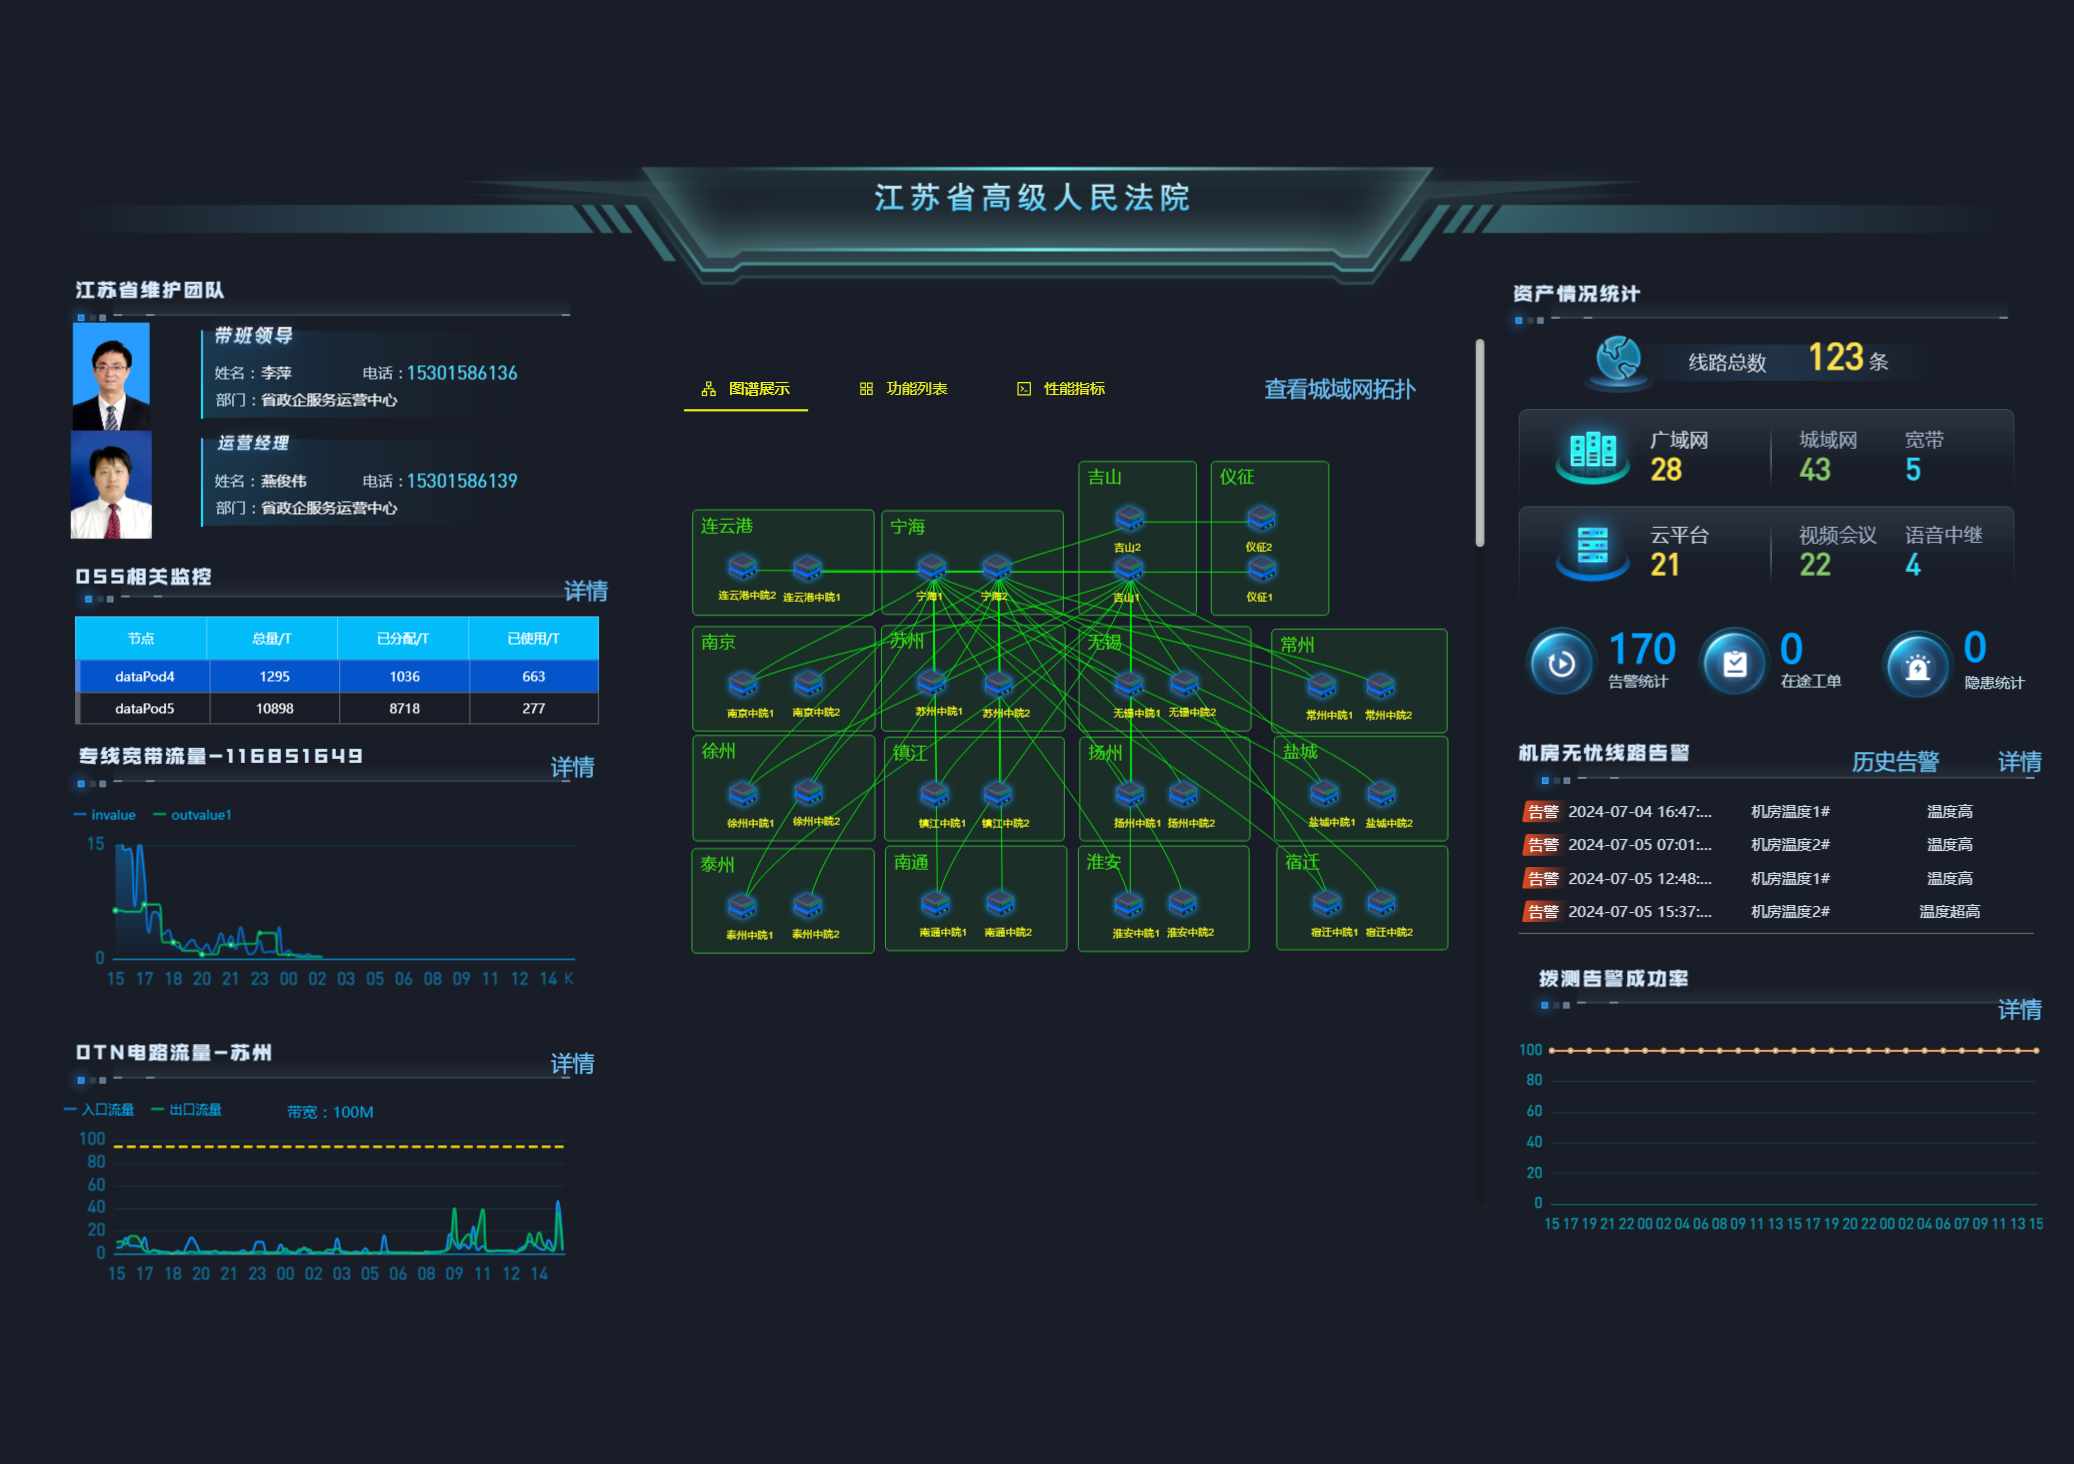 江苏省高级人民法院
江苏省维护团队
带班领导
姓名：李萍 电话：15301586136
部门：省政企服务运营中心
运营经理
姓名：燕俊伟 电话：15301586139
部门：省政企服务运营中心
OSS相关监控 详情
节点 总量/T 已分配/T 已使用/T
dataPod4 1295 1036 663
dataPod5 10898 8718 277
专线宽带流量-116851649 详情
invalue outvalue1
15
0
15 17 18 20 21 23 00 02 03 05 06 08 09 11 12 14 K
OTN电路流量-苏州 详情
入口流量 出口流量 带宽：100M
100
80
60
40
20
0
15 17 18 20 21 23 00 02 03 05 06 08 09 11 12 14
图谱展示 功能列表 性能指标 查看城域网拓扑
吉山 仪征
吉山2 仪征2
连云港 宁海
连云港中院2 连云港中院1 宁海1 宁海2 吉山1 仪征1
南京 苏州 无锡 常州
南京中院1 南京中院2 苏州中院1 苏州中院2 无锡中院1 无锡中院2 常州中院1 常州中院2
徐州 镇江 扬州 盐城
徐州中院1 徐州中院2 镇江中院1 镇江中院2 扬州中院1 扬州中院2 盐城中院1 盐城中院2
泰州 南通 淮安 宿迁
泰州中院1 泰州中院2 南通中院1 南通中院2 淮安中院1 淮安中院2 宿迁中院1 宿迁中院2
资产情况统计
线路总数 123 条
广域网 城域网 宽带
28 43 5
云平台 视频会议 语音中继
21 22 4
170 0 0
告警统计 在途工单 隐患统计
机房无忧线路告警 历史告警 详情
告警 2024-07-04 16:47:... 机房温度1# 温度高
告警 2024-07-05 07:01:... 机房温度2# 温度高
告警 2024-07-05 12:48:... 机房温度1# 温度高
告警 2024-07-05 15:37:... 机房温度2# 温度超高
拨测告警成功率
详情
100
80
60
40
20
0
15 17 19 21 22 00 02 04 06 08 09 11 13 15 17 19 20 22 00 02 04 06 07 09 11 13 15